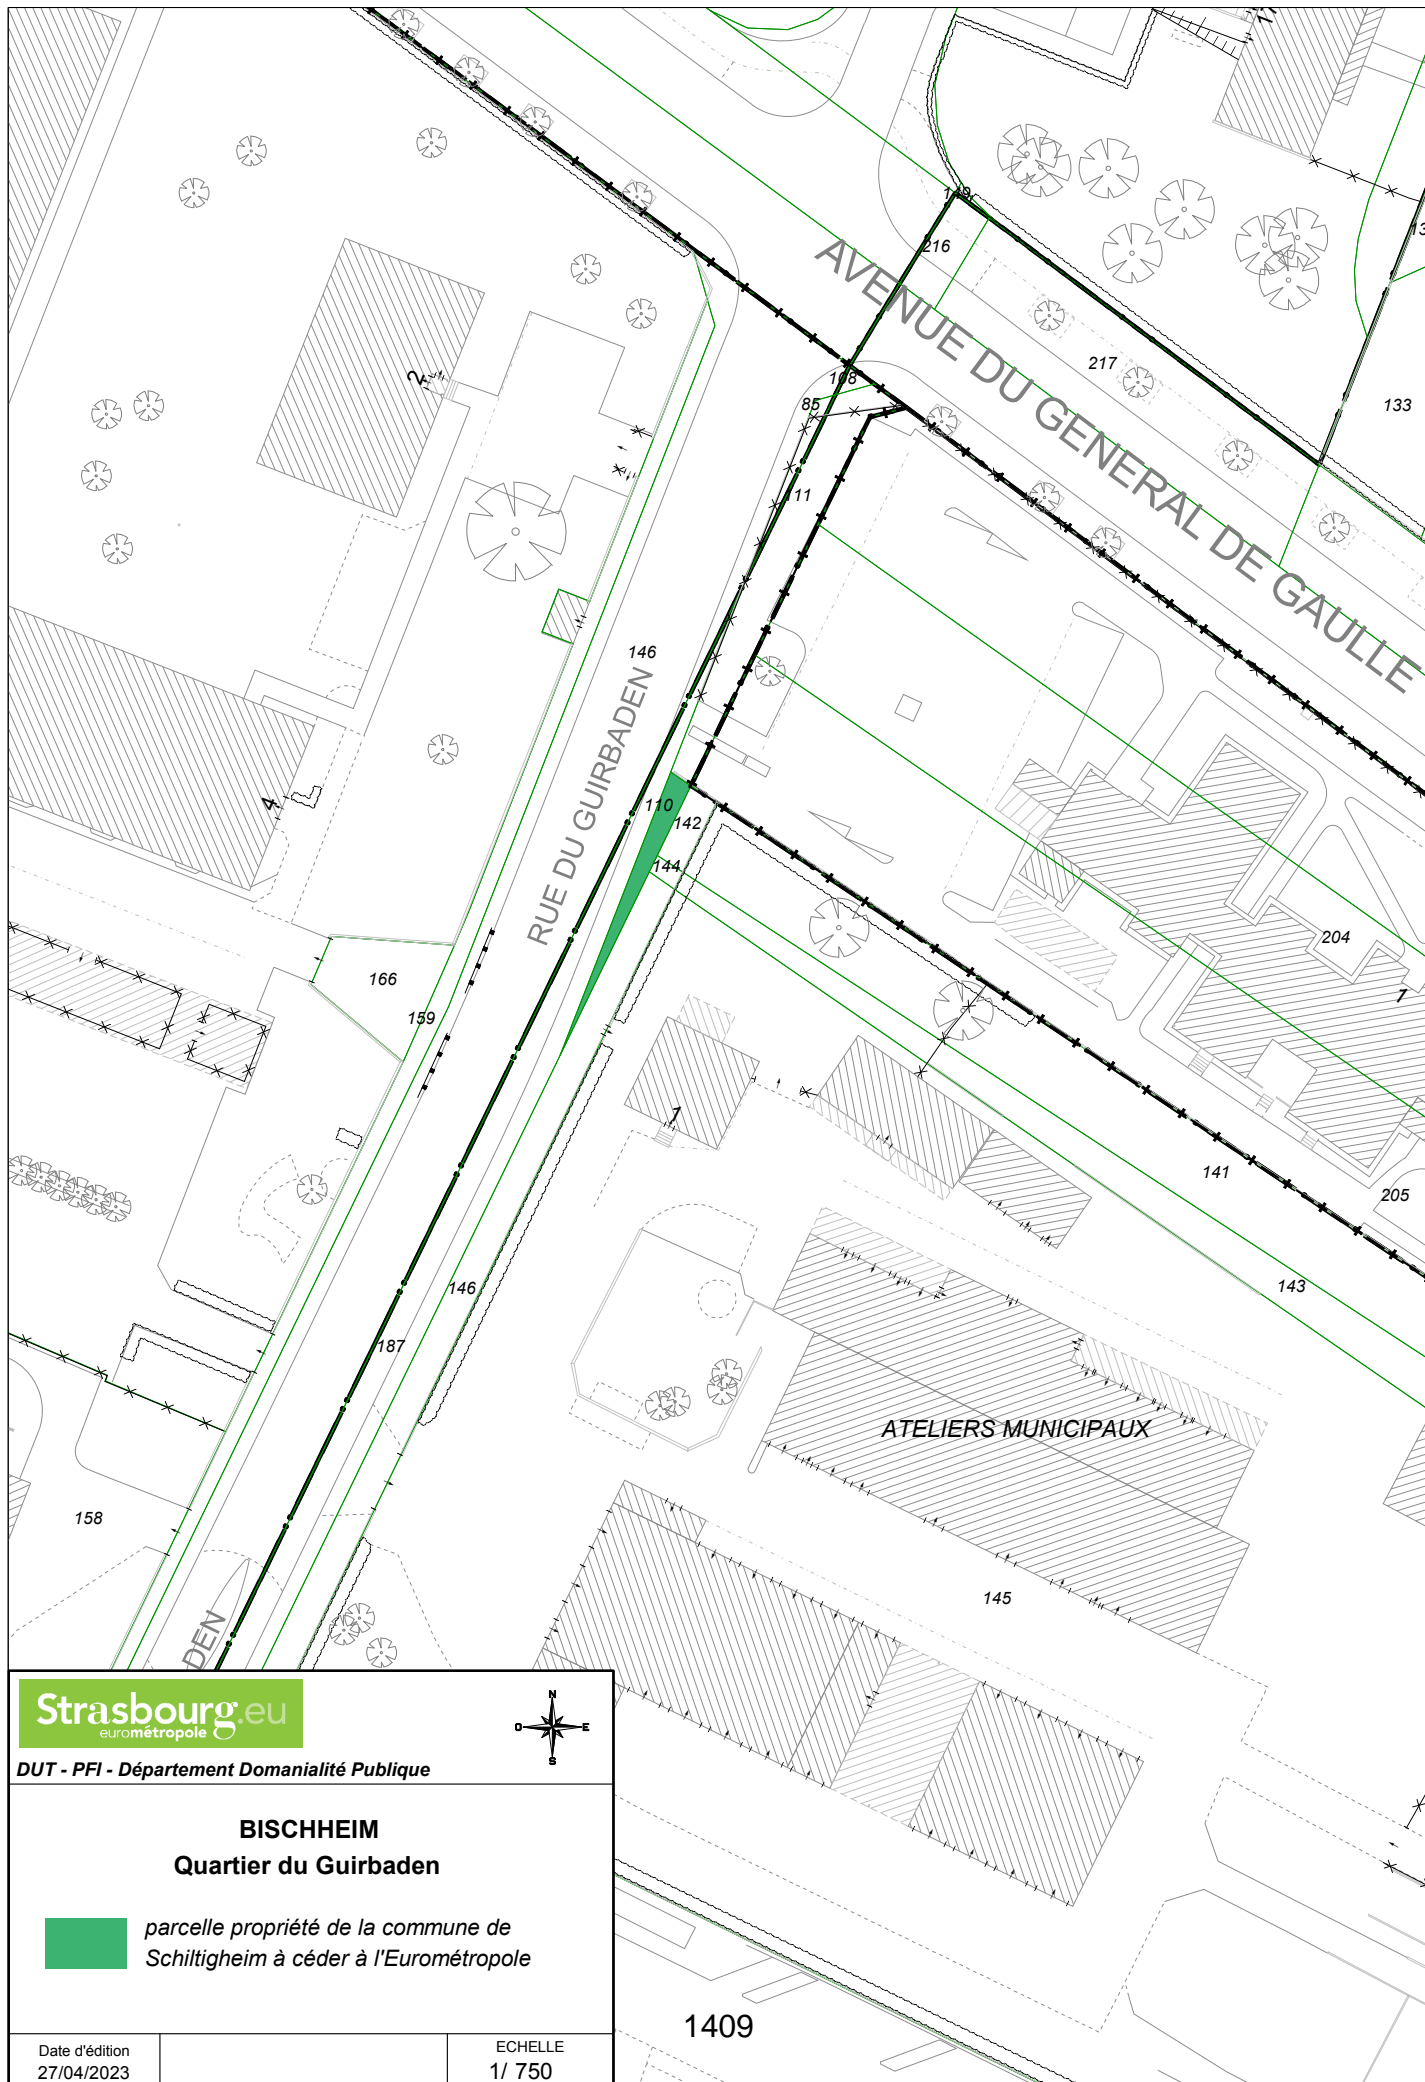 119
216
AVENUE DU GENERAL DE GAULLE
217
133
108
85
111
2
146
RUE DU GUIRBADEN
110
142
144
4
204
1
166
159
1
141
205
143
146
187
ATELIERS MUNICIPAUX
158
145
DEN
Strasbourg.eu
eurométropole
N
O E
S
DUT - PFI - Département Domanialité Publique
BISCHHEIM
Quartier du Guirbaden
parcelle propriété de la commune de
Schiltigheim à céder à l'Eurométropole
1409
Date d'édition
27/04/2023
ECHELLE
1/ 750